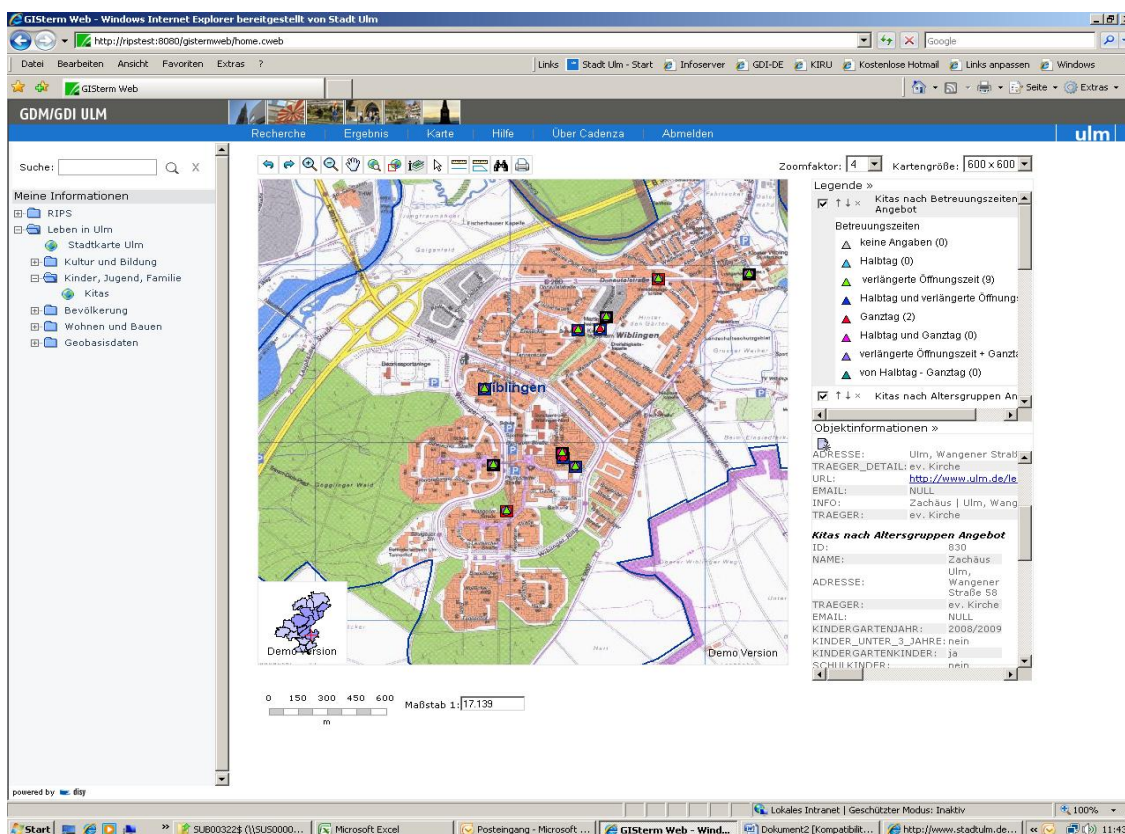 GISterm Web - Windows Internet Explorer bereitgestellt von Stadt Ulm
http://ripstest:8080/gistermweb/home.cweb
Google
Datei Bearbeiten Ansicht Favoriten Extras ?
Links Stadt Ulm - Start Infoserver GDI-DE KIRU Kostenlose Hotmail Links anpassen Windows
GISterm Web
Seite Extras
GDM/GDI ULM
Recherche Ergebnis Karte Hilfe Über Cadenza Abmelden
ulm
Suche: X
Zoomfaktor: 4 Kartengröße: 600 x 600
Meine Informationen
RIPS
Leben in Ulm
Stadtkarte Ulm
Kultur und Bildung
Kinder, Jugend, Familie
Kitas
Bevölkerung
Wohnen und Bauen
Geobasisdaten
Wiblingen
Wiblingen
Gögglinger Wald
Demo Version
Demo Version
Legende »
Kitas nach Betreuungszeiten
Angebot
Betreuungszeiten
keine Angaben (0)
Halbtag (0)
verlängerte Öffnungszeit (9)
Halbtag und verlängerte Öffnung
Ganztag (2)
Halbtag und Ganztag (0)
verlängerte Öffnungszeit + Ganzt
von Halbtag - Ganztag (0)
Kitas nach Altersgruppen An
Objektinformationen »
ADRESSE: Ulm, Wangener Straß
TRAEGER_DETAIL: ev. Kirche
URL: http://www.ulm.de/le
EMAIL: NULL
INFO: Zachäus | Ulm, Wang
TRAEGER: ev. Kirche
Kitas nach Altersgruppen Angebot
ID: 830
NAME: Zachäus
ADRESSE: Ulm,
Wangener
Straße 58
TRAEGER: ev. Kirche
EMAIL: NULL
KINDERGARTENJAHR: 2008/2009
KINDER_UNTER_3_JAHRE: nein
KINDERGARTENKINDER: ja
SCHULKINDER: nein
0 150 300 450 600
m
Maßstab 1: 17.139
powered by disy
Lokales Intranet | Geschützter Modus: Inaktiv
100%
Start
SUB00322$ (\\SUS0000...
Microsoft Excel
Posteingang - Microsoft ...
GISterm Web - Wind...
Dokument2 [Kompatibilit...
http://www.stadtulm.de...
11:43